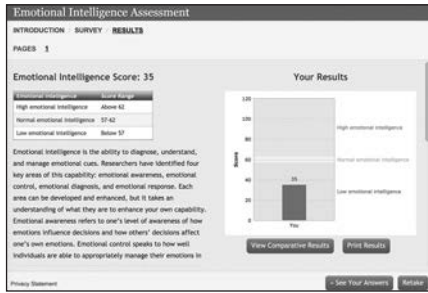 Emotional Intelligence Assessment
INTRODUCTION / SURVEY / RESULTS
PAGES 1
Emotional Intelligence Score: 35
Emotional Intelligence Score Range
High emotional intelligence Above 62
Normal emotional intelligence 57-62
Low emotional intelligence Below 57
Emotional intelligence is the ability to diagnose, understand,
and manage emotional cues. Researchers have identified four
key areas of this capability: emotional awareness, emotional
control, emotional diagnosis, and emotional response. Each
area can be developed and enhanced, but it takes an
understanding of what they are to enhance your own capability.
Emotional awareness refers to one's level of awareness of how
emotions influence decisions and how others' decisions affect
one's own emotions. Emotional control speaks to how well
individuals are able to appropriately manage their emotions in
Your Results
120
100
80
60
40
20
0
Score
35
You
High emotional intelligence
Normal emotional intelligence
Low emotional intelligence
View Comparative Results
Print Results
Privacy Statement
« See Your Answers
Retake